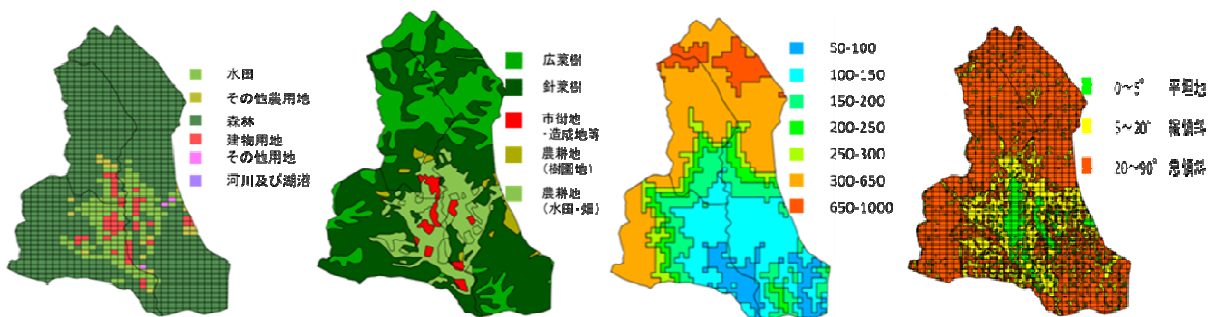 水田
その他農用地
森林
建物用地
その他用地
河川及び湖沼
広葉樹
針葉樹
市街地
・造成地等
農耕地
(樹園地)
農耕地
(水田・畑)
50-100
100-150
150-200
200-250
250-300
300-650
650-1000
0～5° 平坦地
5～20° 緩傾斜
20～90° 急傾斜